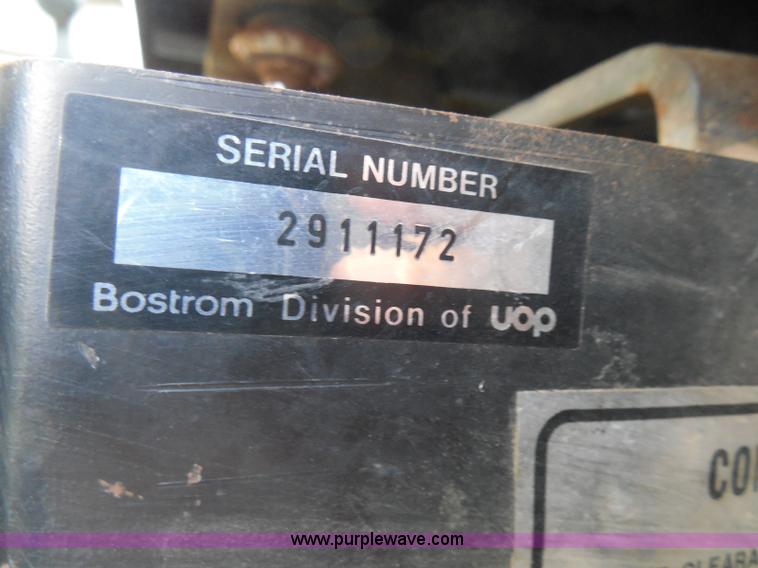 SERIAL NUMBER
2911172
Bostrom Division of uop
www.purplewave.com